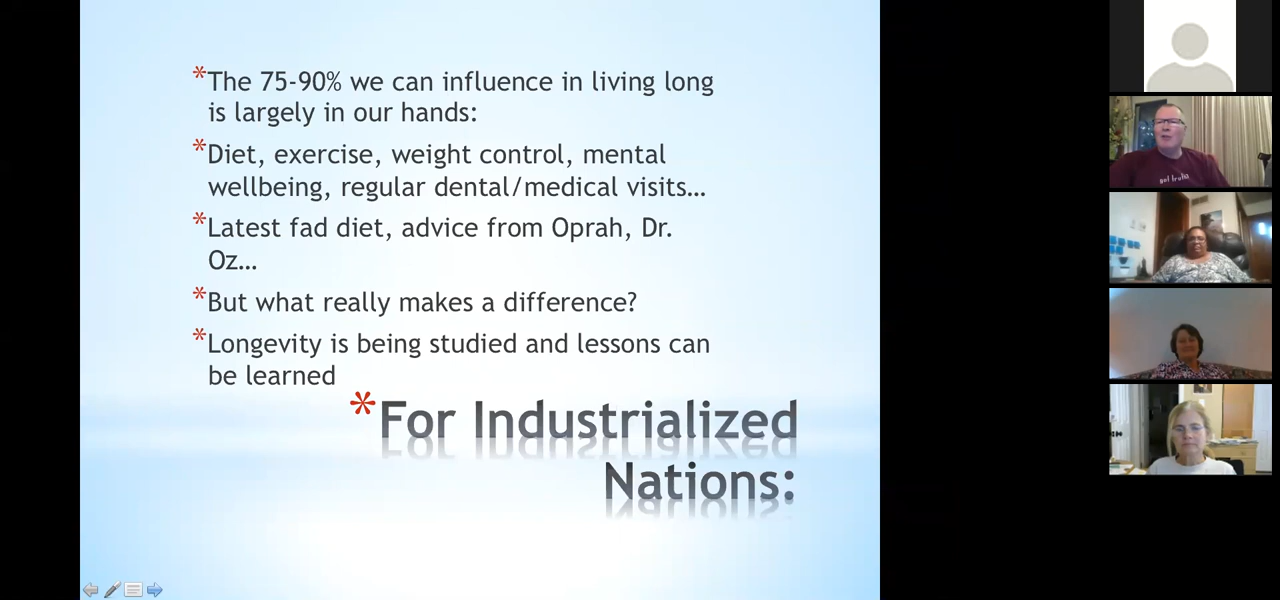 *The 75-90% we can influence in living long
is largely in our hands:
*Diet, exercise, weight control, mental
wellbeing, regular dental/medical visits…
*Latest fad diet, advice from Oprah, Dr.
Oz…
*But what really makes a difference?
*Longevity is being studied and lessons can
be learned
*For Industrialized
Nations:
got